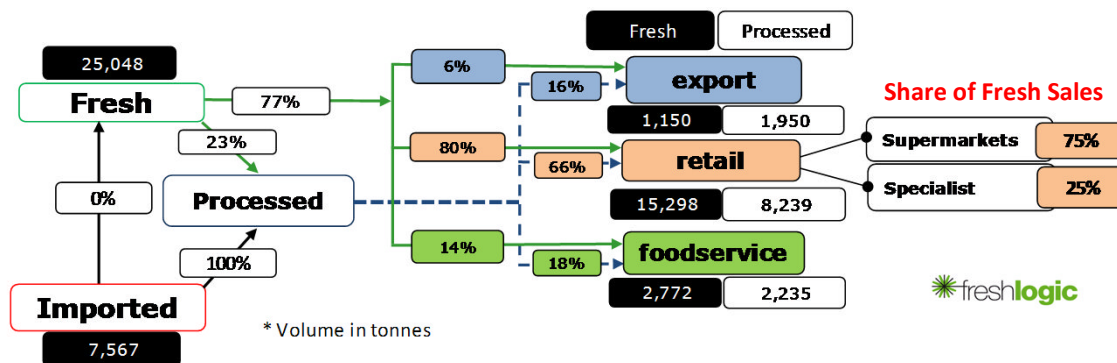 Fresh
Processed
25,048
Fresh
77%
23%
0%
Processed
100%
Imported
7,567
* Volume in tonnes
6%
16%
export
1,150
1,950
80%
66%
retail
15,298
8,239
14%
18%
foodservice
2,772
2,235
Share of Fresh Sales
Supermarkets
75%
Specialist
25%
freshlogic